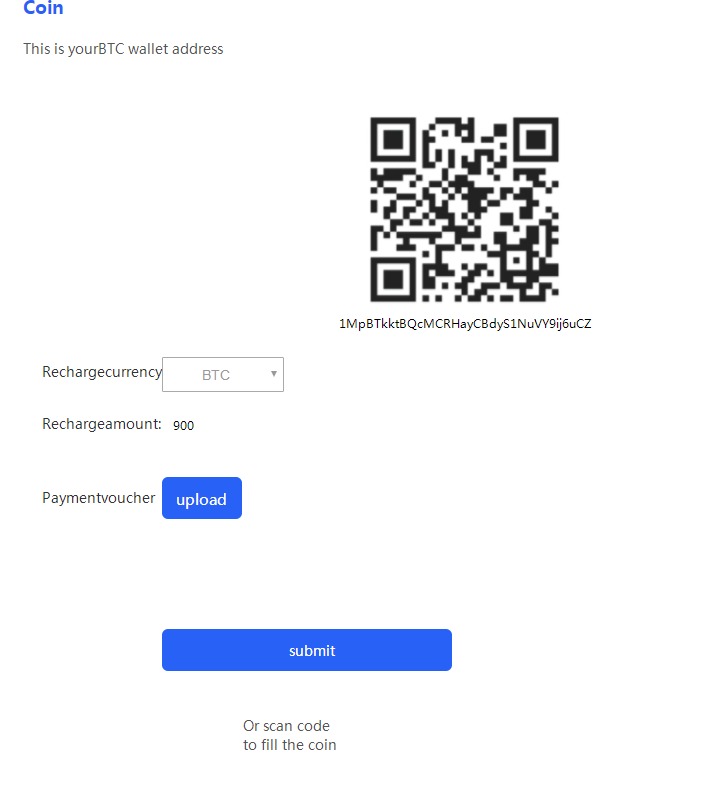 Coin
This is yourBTC wallet address
1MpBTkktBQcMCRHayCBdyS1NuVY9ij6uCZ
Rechargecurrency BTC
Rechargeamount: 900
Paymentvoucher upload
submit
Or scan code
to fill the coin